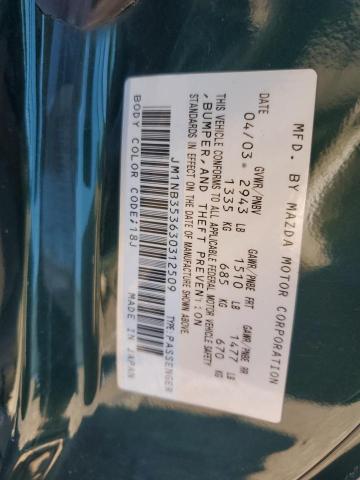 MFD. BY MAZDA MOTOR CORPORATION
DATE GVWR/PNBV GAWR/PNBE FRT GAWR/PNBE RR
04/03* 2943 LB 1510 LB 1477 LB
1335 KG 685 KG 670 KG
THIS VEHICLE CONFORMS TO ALL APPLICABLE FEDERAL MOTOR VEHICLE SAFETY
, BUMPER, AND THEFT PREVENTION
STANDARDS IN EFFECT ON THE DATE OF MANUFACTURE SHOWN ABOVE.
JM1NB353630312509 TYPE:PASSENGER
BODY COLOR CODE:18J MADE IN JAPAN